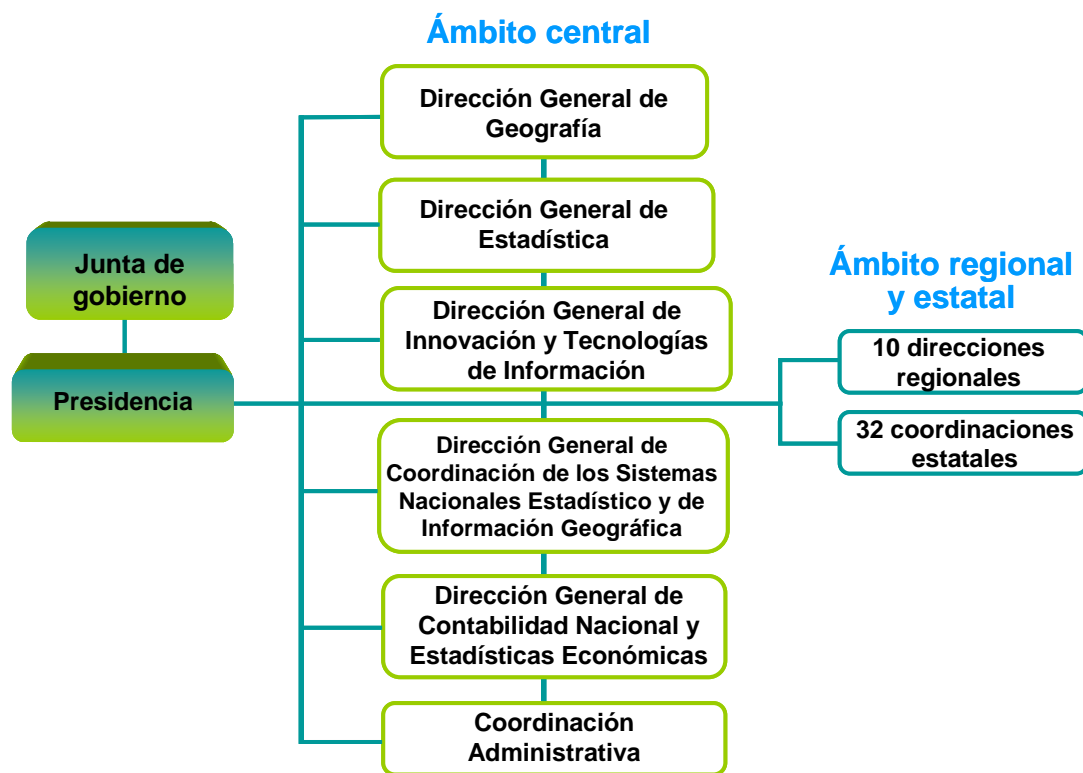 Ámbito central
Dirección General de
Geografía
Dirección General de
Estadística
Dirección General de
Innovación y Tecnologías
de Información
Dirección General de
Coordinación de los Sistemas
Nacionales Estadístico y de
Información Geográfica
Dirección General de
Contabilidad Nacional y
Estadísticas Económicas
Coordinación
Administrativa
Junta de
gobierno
Presidencia
Ámbito regional
y estatal
10 direcciones
regionales
32 coordinaciones
estatales